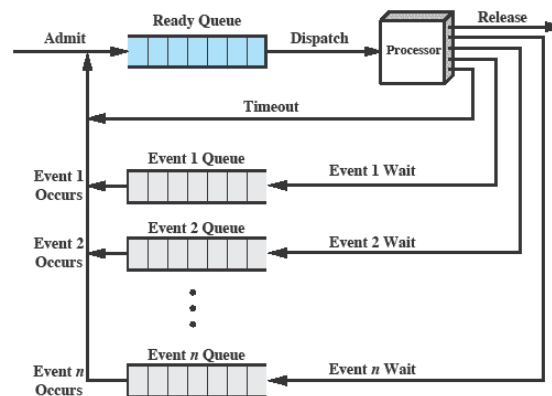 Ready Queue
Release
Admit
Dispatch
Processor
Timeout
Event 1 Queue
Event 1
Occurs
Event 1 Wait
Event 2 Queue
Event 2
Occurs
Event 2 Wait
Event n Queue
Event n
Occurs
Event n Wait